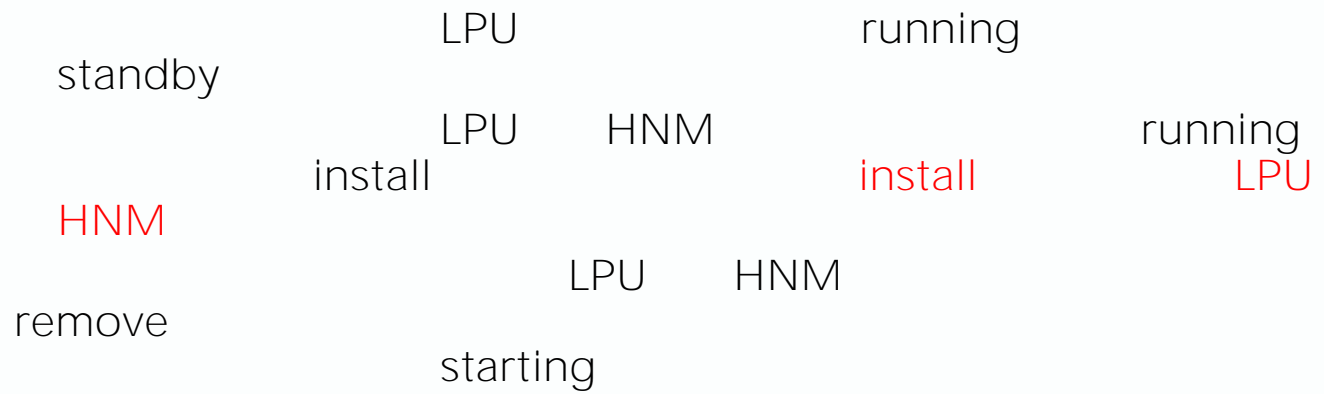 LPU running
standby
LPU HNM running
install install LPU
HNM
LPU HNM
remove
starting